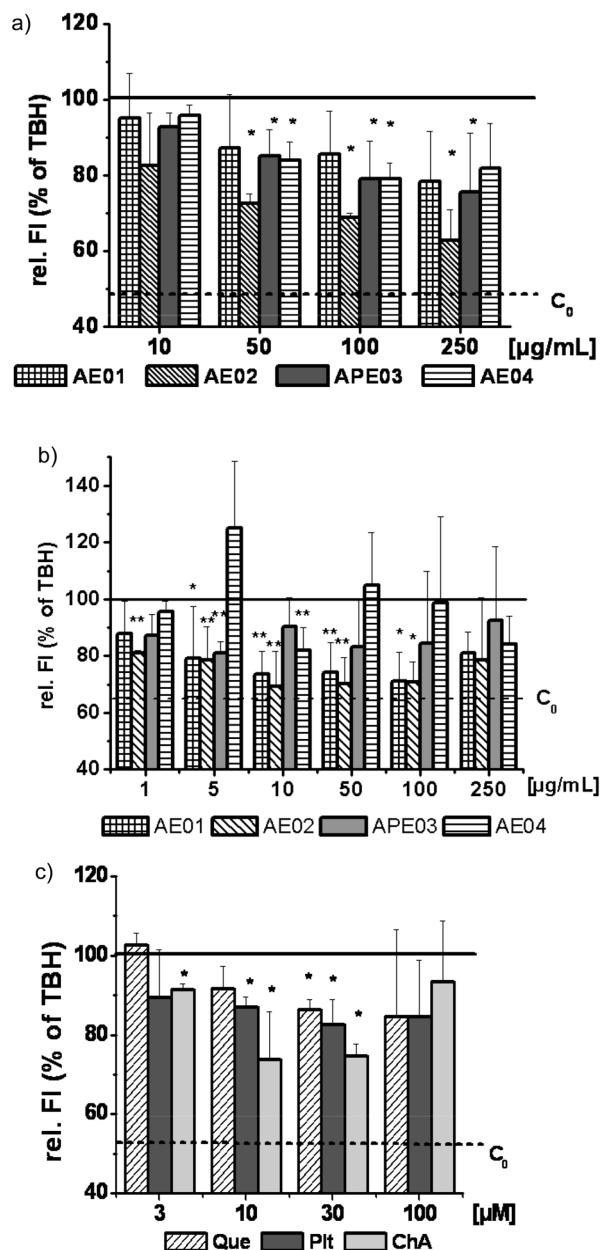 a)
120
100
80
60
40
rel. FI (% of TBH)
* * * * * * * *
C0
10 50 100 250 [µg/mL]
AE01 AE02 APE03 AE04
b)
140
120
100
80
60
40
rel. FI (% of TBH)
** * ** ** ** ** ** ** ** * *
C0
1 5 10 50 100 250 [µg/mL]
AE01 AE02 APE03 AE04
c)
120
100
80
60
40
rel. FI (% of TBH)
* * * * * *
C0
3 10 30 100 [µM]
Que Plt ChA